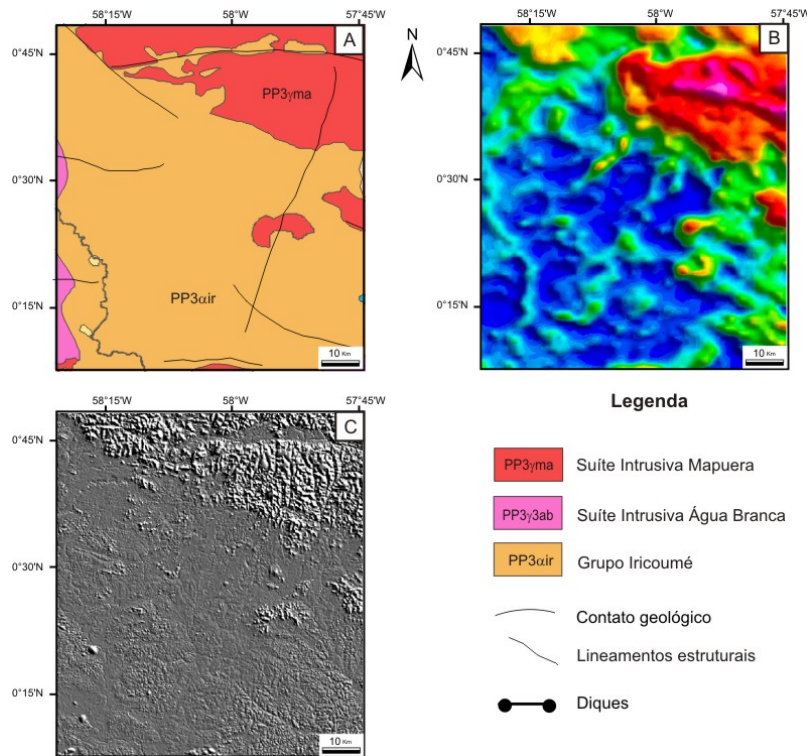 58°15'W 58°W 57°45'W
0°45'N
0°30'N
0°15'N
A
PP3γma
PP3αir
10 Km
N
58°15'W 58°W 57°45'W
0°45'N
0°30'N
0°15'N
B
10 Km
58°15'W 58°W 57°45'W
0°45'N
0°30'N
0°15'N
C
10 Km
Legenda
PP3γma Suíte Intrusiva Mapuera
PP3γ3ab Suíte Intrusiva Água Branca
PP3αir Grupo Iricoumé
Contato geológico
Lineamentos estruturais
Diques